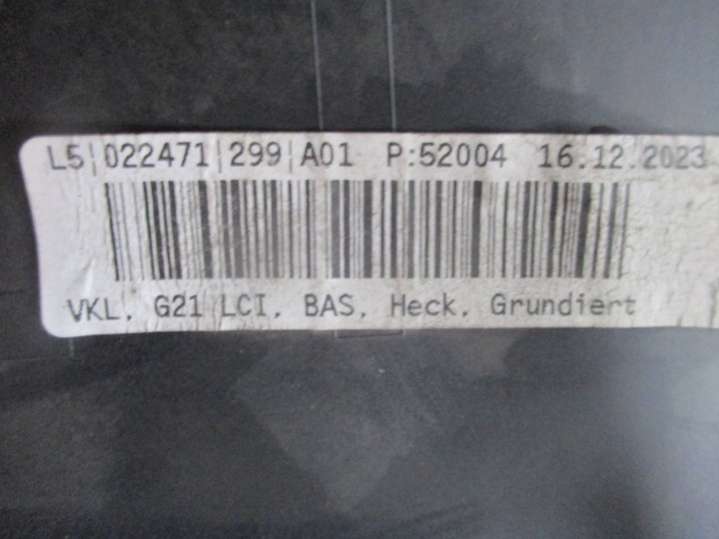 L5|022471|299|A01 P:52004 16.12.2023
VKL, G21 LCI, BAS, Heck, Grundiert